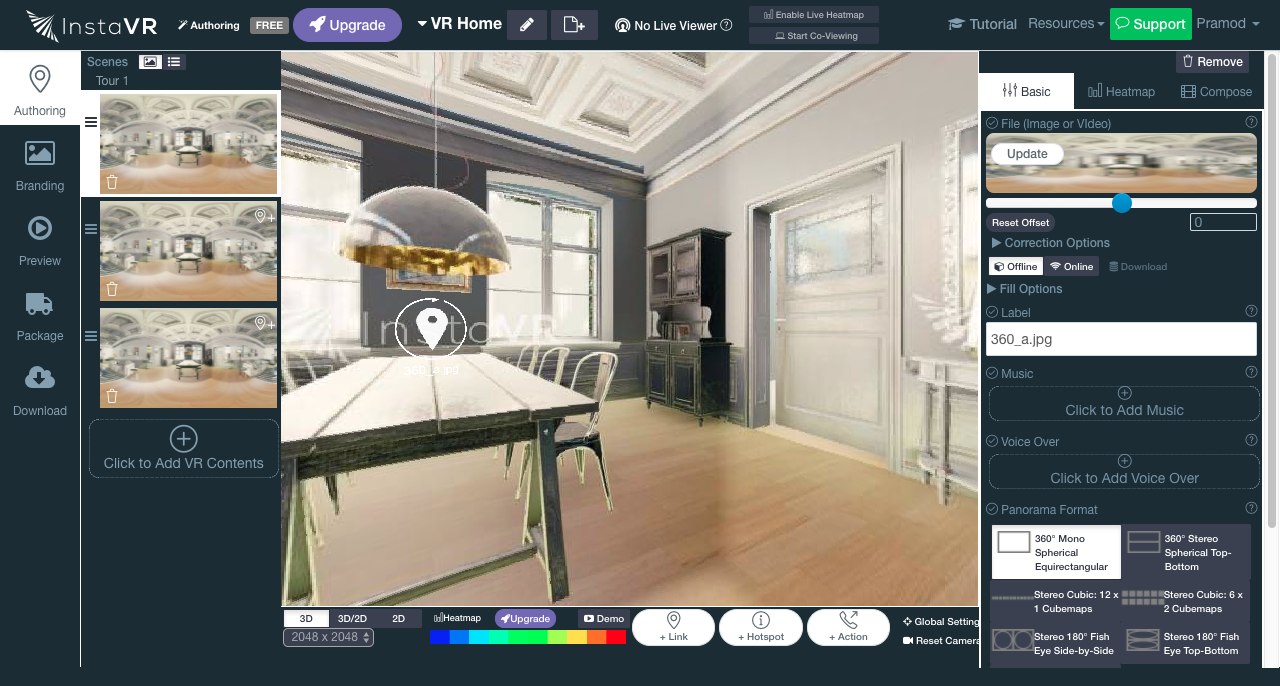 InstaVR
Authoring
FREE
Upgrade
VR Home
No Live Viewer
Enable Live Heatmap
Start Co-Viewing
Tutorial
Resources
Support
Pramod
Authoring
Branding
Preview
Package
Download
Scenes
Tour 1
Click to Add VR Contents
InstaVR
360_a.jpg
3D
3D/2D
2D
2048 x 2048
Heatmap
Upgrade
Demo
+ Link
+ Hotspot
+ Action
Global Setting
Reset Camera
Remove
Basic
Heatmap
Compose
File (Image or VIdeo)
Update
Reset Offset
0
Correction Options
Offline
Online
Download
Fill Options
Label
360_a.jpg
Music
Click to Add Music
Voice Over
Click to Add Voice Over
Panorama Format
360° Mono
Spherical
Equirectangular
360° Stereo
Spherical Top-
Bottom
Stereo Cubic: 12 x
1 Cubemaps
Stereo Cubic: 6 x
2 Cubemaps
Stereo 180° Fish
Eye Side-by-Side
Stereo 180° Fish
Eye Top-Bottom